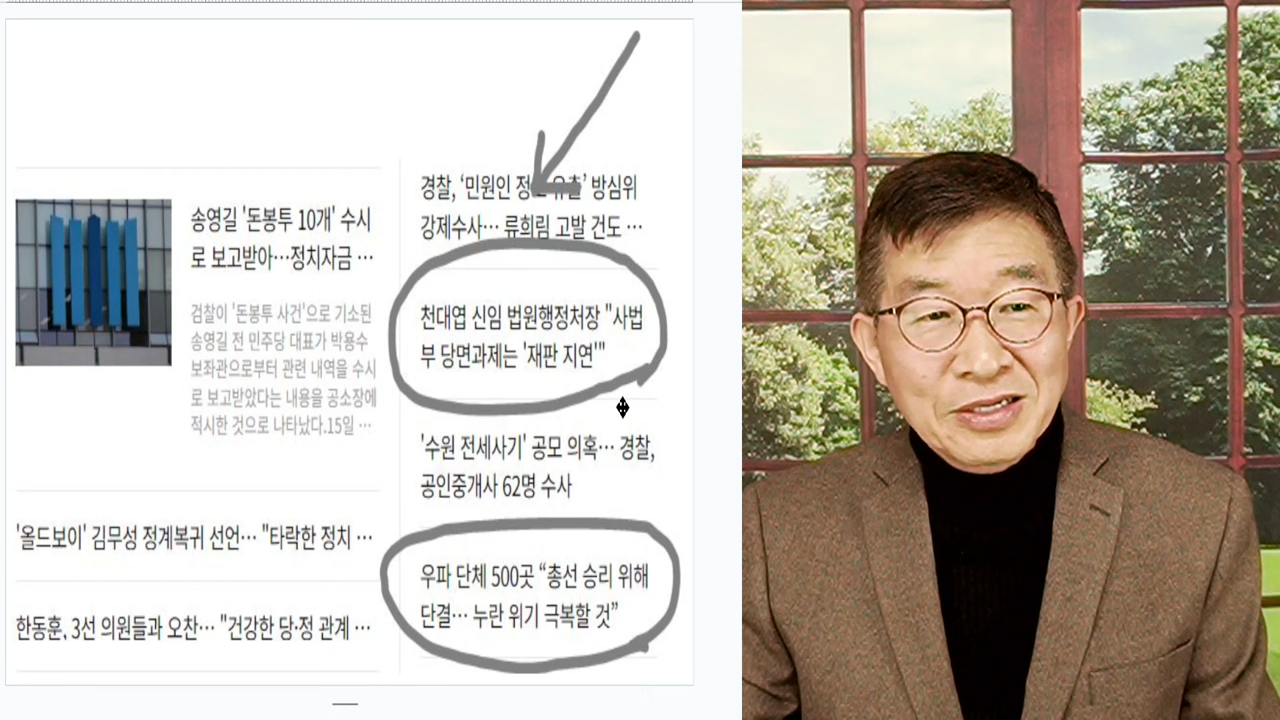 송영길 '돈봉투 10개' 수시
로 보고받아…정치자금 …
검찰이 '돈봉투 사건'으로 기소된
송영길 전 민주당 대표가 박용수
보좌관으로부터 관련 내역을 수시
로 보고받았다는 내용을 공소장에
적시한 것으로 나타났다.15일 …
'올드보이' 김무성 정계복귀 선언… "타락한 정치 …
한동훈, 3선 의원들과 오찬… "건강한 당·정 관계 …
경찰, ‘민원인 유출’ 방심위
강제수사… 류희림 고발 건도 …
천대엽 신임 법원행정처장 "사법
부 당면과제는 '재판 지연'"
'수원 전세사기' 공모 의혹… 경찰,
공인중개사 62명 수사
우파 단체 500곳 “총선 승리 위해
단결… 누란 위기 극복할 것”